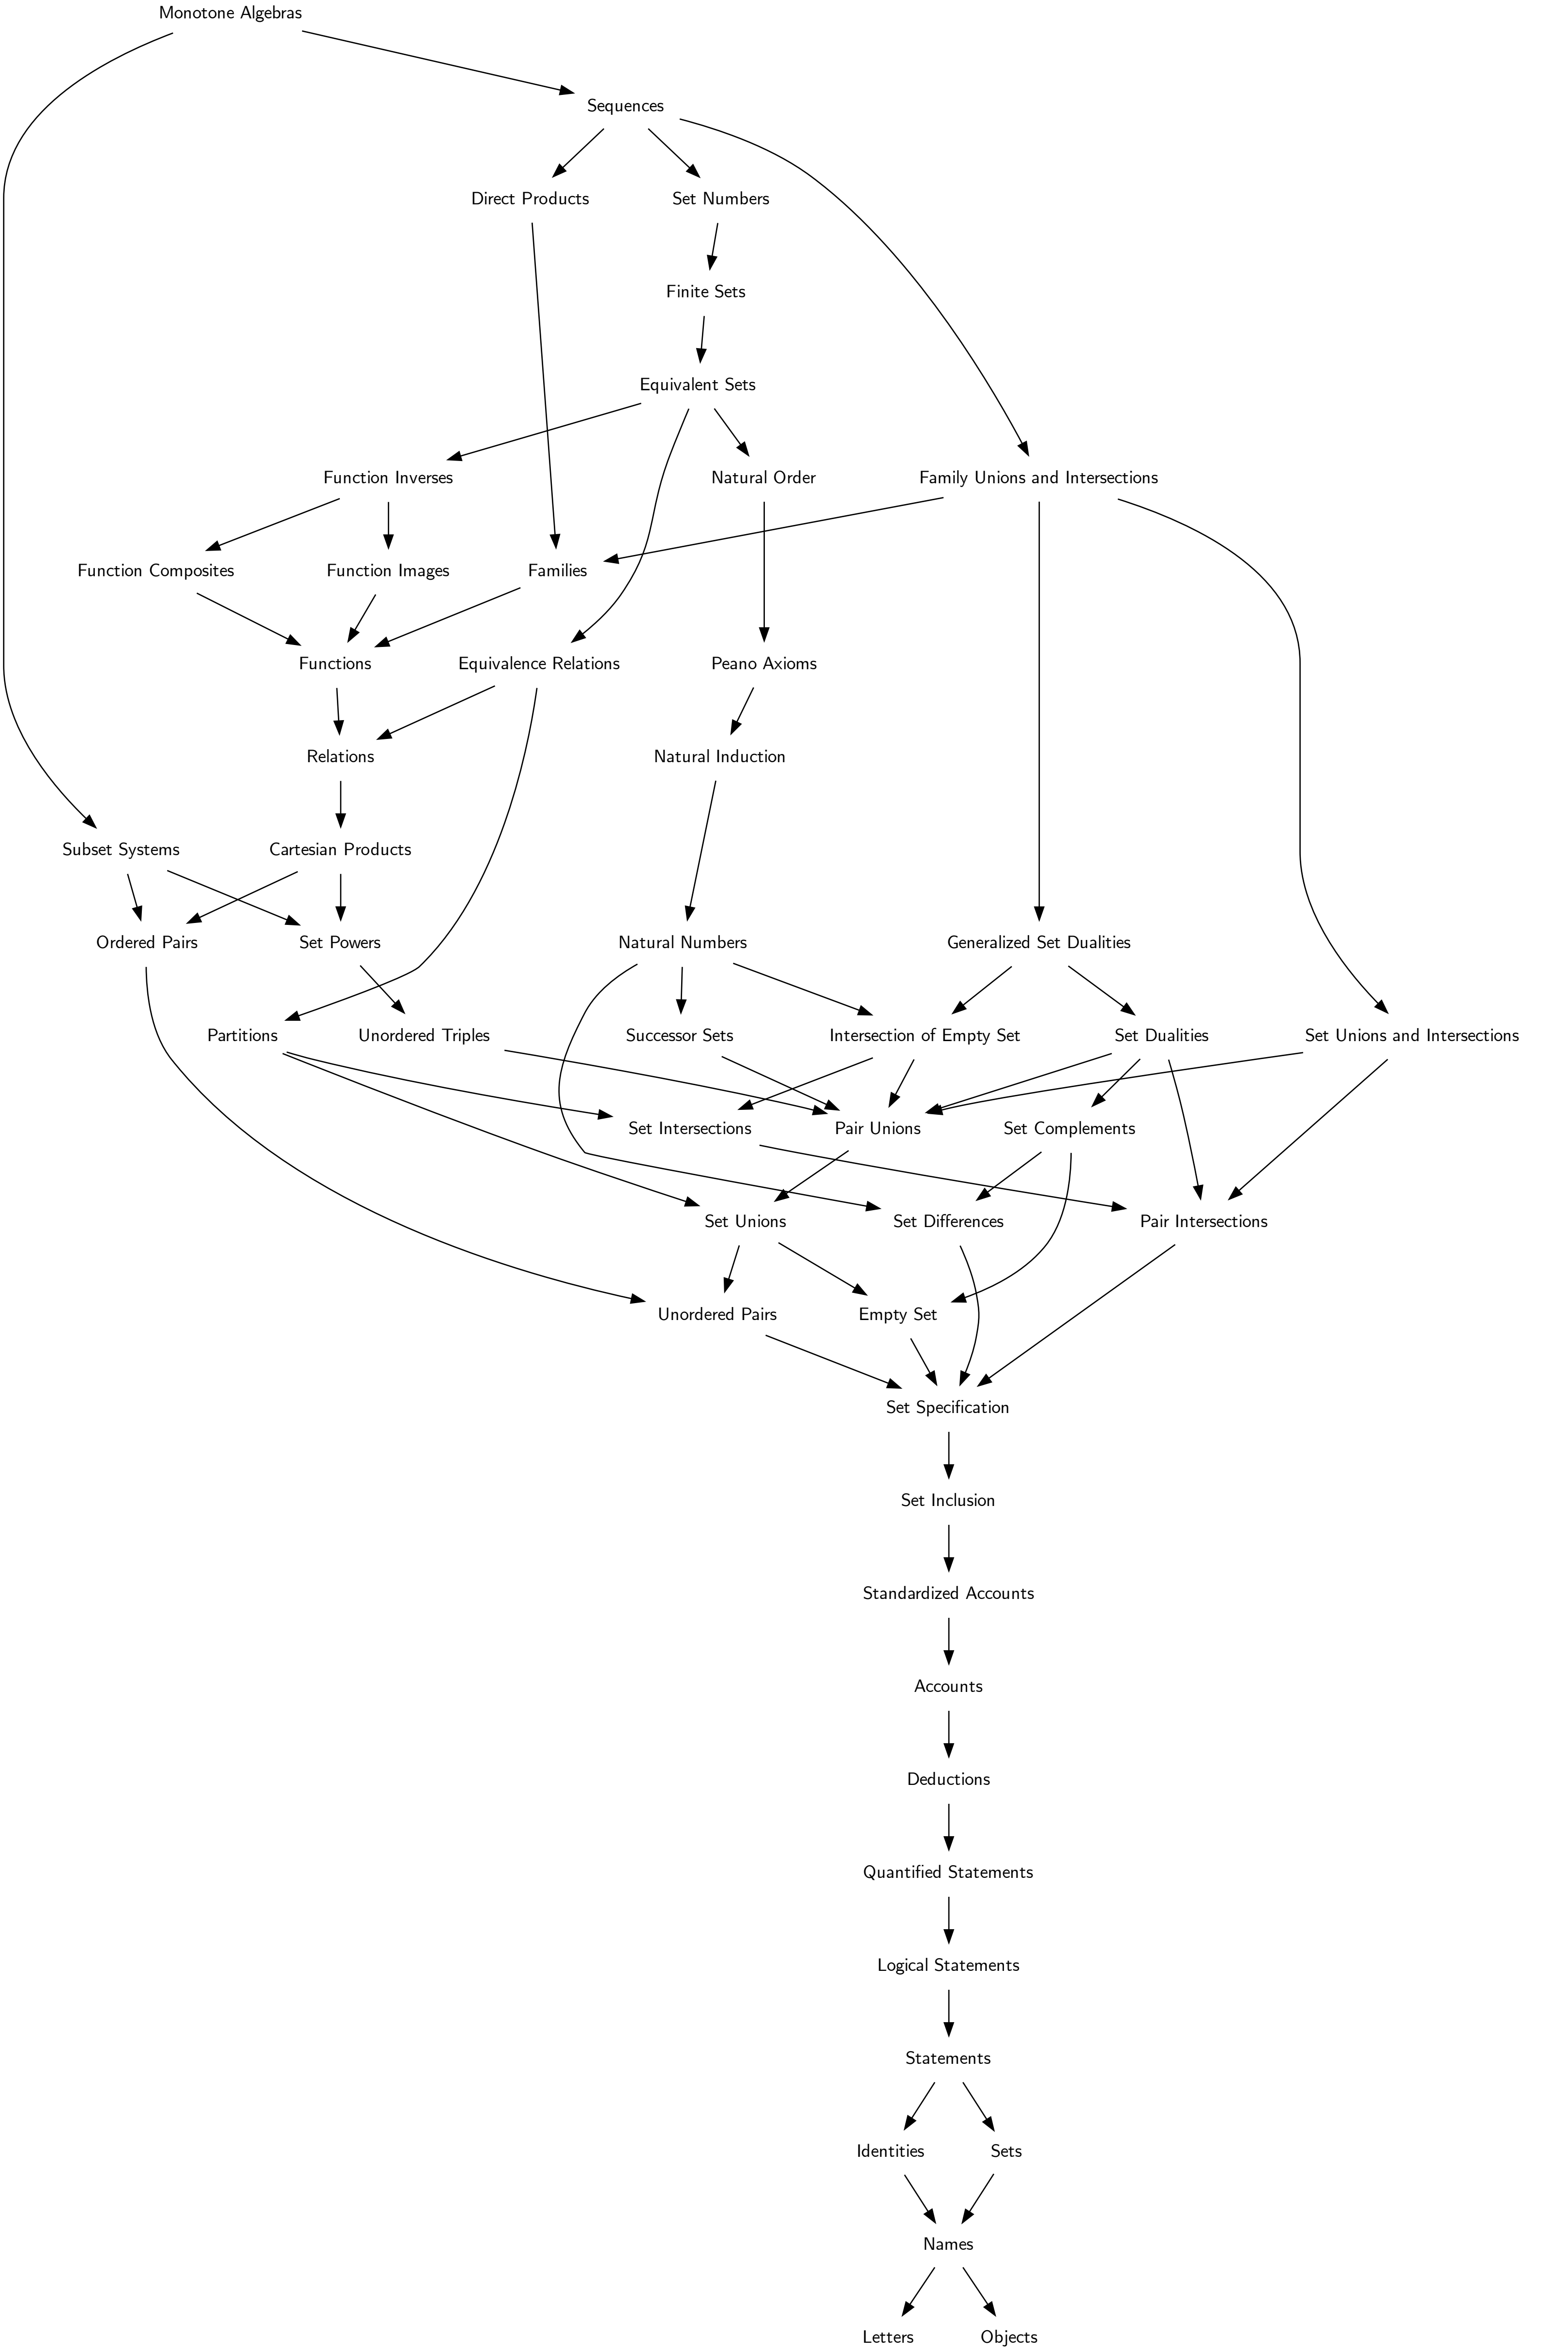 Monotone Algebras
Sequences
Direct Products
Set Numbers
Finite Sets
Equivalent Sets
Function Inverses
Natural Order
Family Unions and Intersections
Function Composites
Function Images
Families
Functions
Equivalence Relations
Peano Axioms
Relations
Natural Induction
Subset Systems
Cartesian Products
Ordered Pairs
Set Powers
Natural Numbers
Generalized Set Dualities
Partitions
Unordered Triples
Successor Sets
Intersection of Empty Set
Set Dualities
Set Unions and Intersections
Set Intersections
Pair Unions
Set Complements
Set Unions
Set Differences
Pair Intersections
Unordered Pairs
Empty Set
Set Specification
Set Inclusion
Standardized Accounts
Accounts
Deductions
Quantified Statements
Logical Statements
Statements
Identities
Sets
Names
Letters
Objects